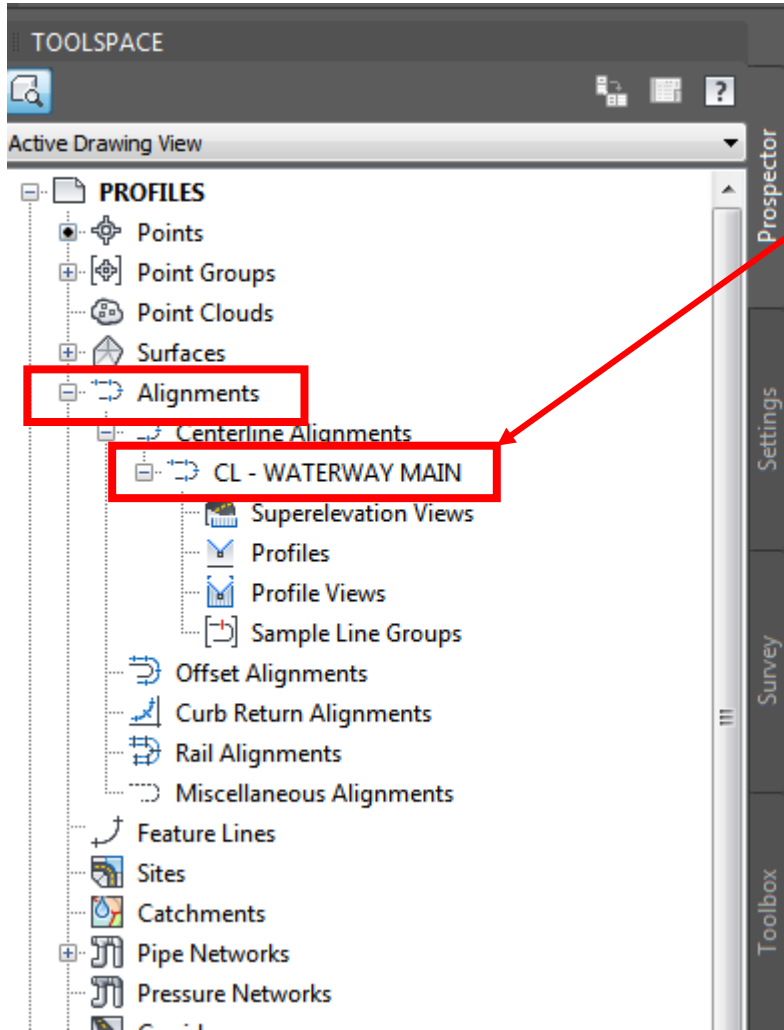 TOOLSPACE
?
Active Drawing View
PROFILES
Points
Point Groups
Point Clouds
Surfaces
Alignments
Centerline Alignments
CL - WATERWAY MAIN
Superelevation Views
Profiles
Profile Views
Sample Line Groups
Offset Alignments
Curb Return Alignments
Rail Alignments
Miscellaneous Alignments
Feature Lines
Sites
Catchments
Pipe Networks
Pressure Networks
Prospector
Settings
Survey
Toolbox